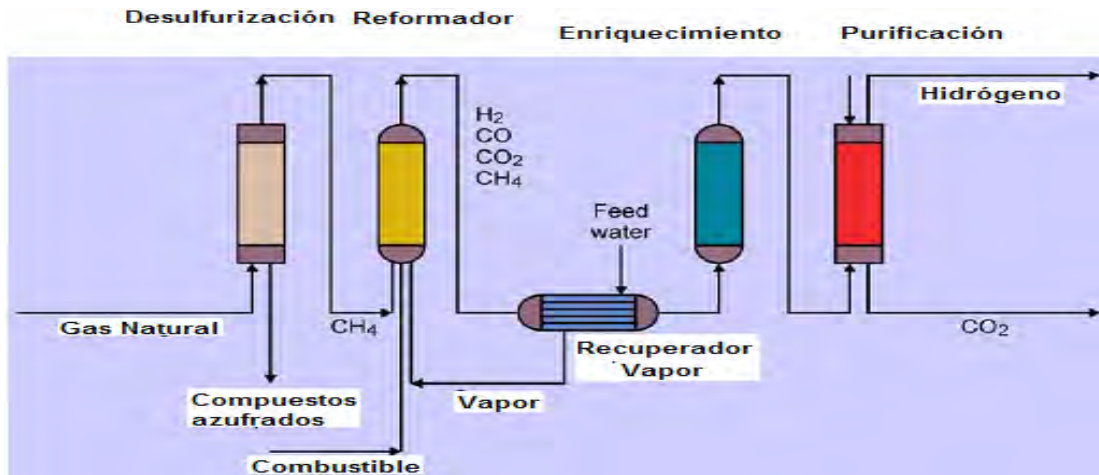 Desulfurización Reformador
Enriquecimiento Purificación
Hidrógeno
H₂
CO
CO₂
CH₄
Feed
water
Gas Natural
CH₄
CO₂
Recuperador
Vapor
Compuestos
azufrados
Vapor
Combustible